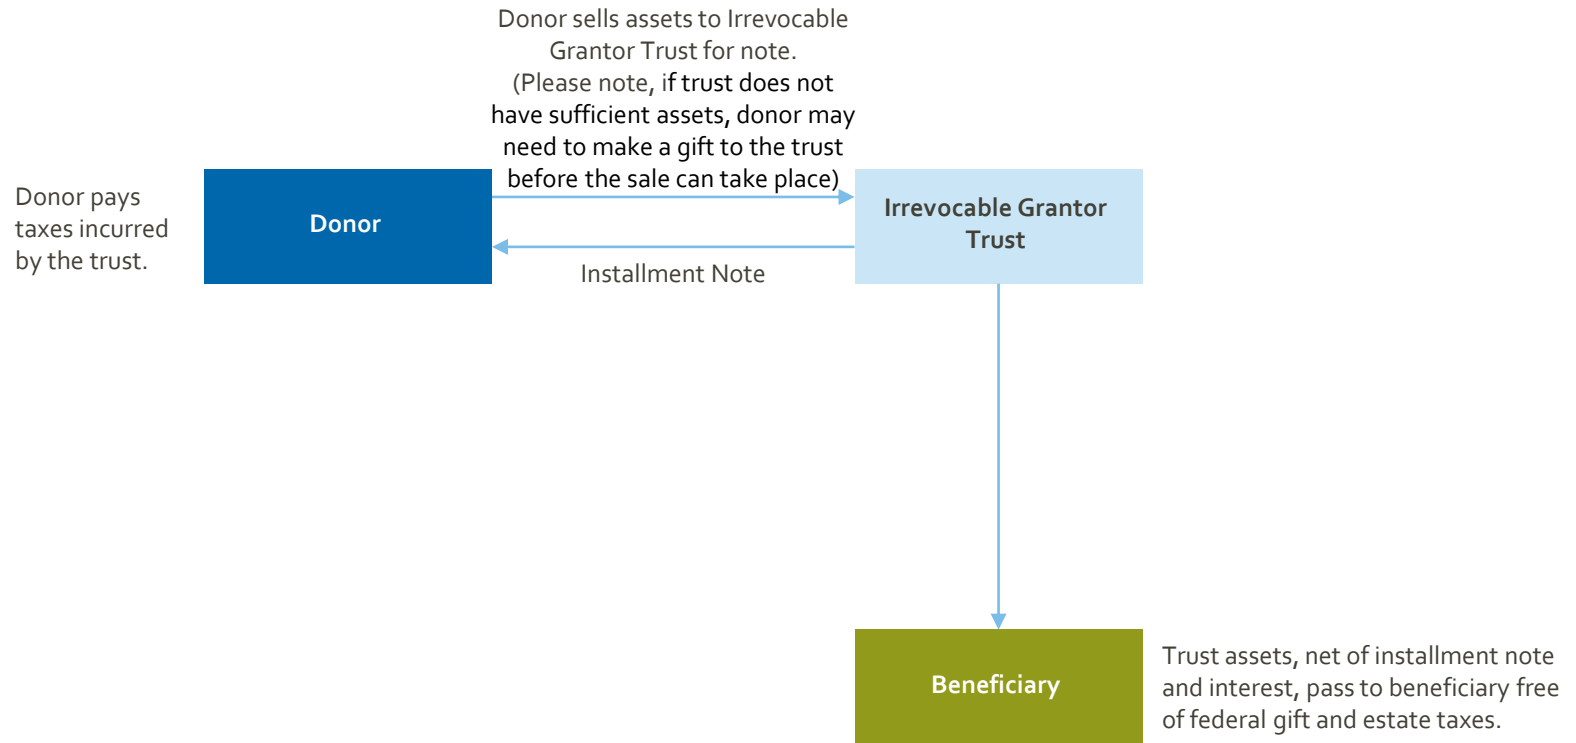 Donor sells assets to Irrevocable
Grantor Trust for note.
(Please note, if trust does not
have sufficient assets, donor may
need to make a gift to the trust
before the sale can take place)
Donor pays
taxes incurred
by the trust.
Donor
Irrevocable Grantor
Trust
Installment Note
Beneficiary
Trust assets, net of installment note
and interest, pass to beneficiary free
of federal gift and estate taxes.